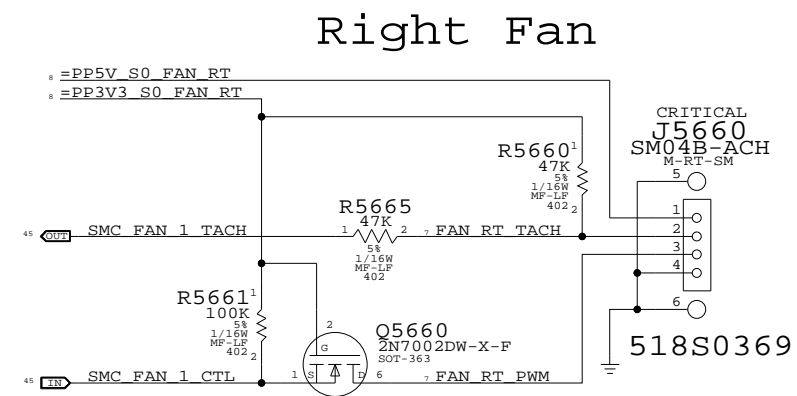 Right Fan
8 =PP5V_S0_FAN_RT
8 =PP3V3_S0_FAN_RT
CRITICAL
J5660
SM04B-ACH
M-RT-SM
R5660 1
47K
5%
1/16W
MF-LF
402 2
5
1
2
3
4
6
518S0369
R5665
47K
45 OUT SMC_FAN_1_TACH 1 2 7 FAN_RT_TACH
5%
1/16W
MF-LF
402
R5661 1
100K
5%
1/16W
MF-LF
402 2
2
G
Q5660
2N7002DW-X-F
SOT-363
45 IN SMC_FAN_1_CTL 1 S D 6 7 FAN_RT_PWM